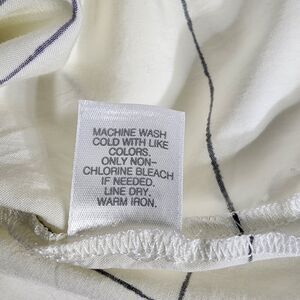 MACHINE WASH
COLD WITH LIKE
COLORS.
ONLY NON-
CHLORINE BLEACH
IF NEEDED.
LINE DRY.
WARM IRON.